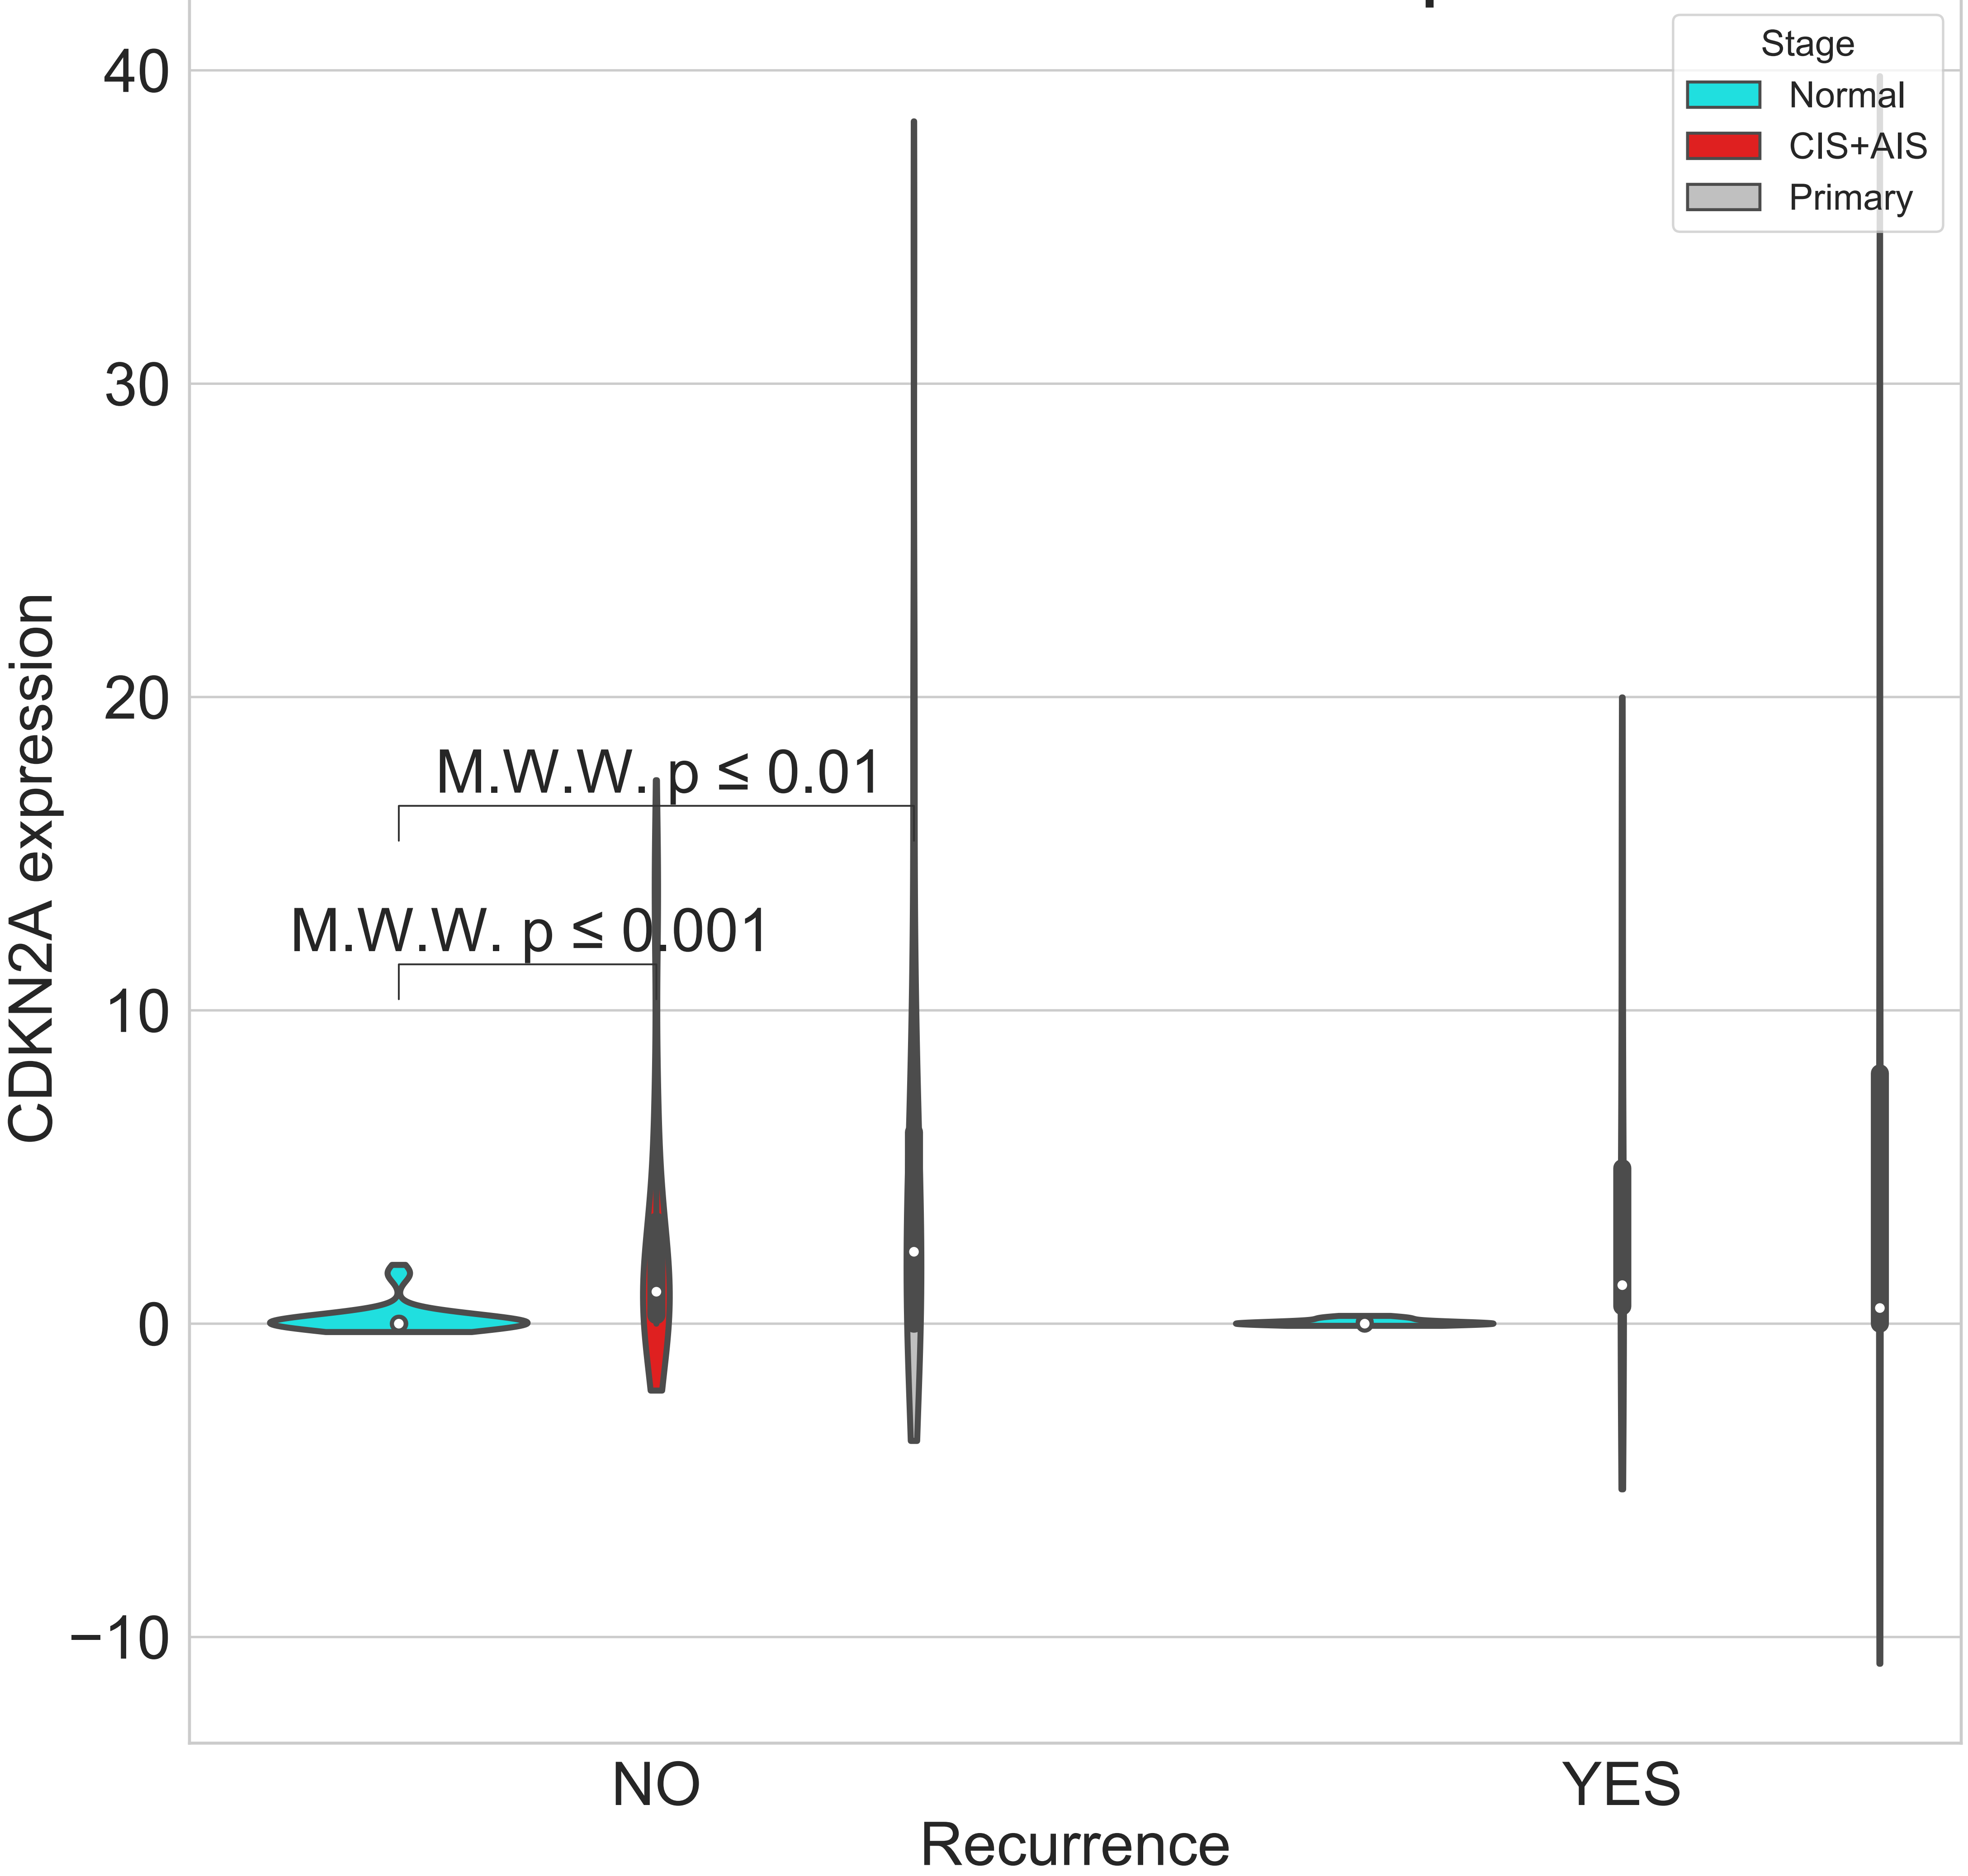 Stage
Normal
CIS+AIS
Primary
40
30
20
10
0
−10
CDKN2A expression
M.W.W. p ≤ 0.01
M.W.W. p ≤ 0.001
NO
YES
Recurrence